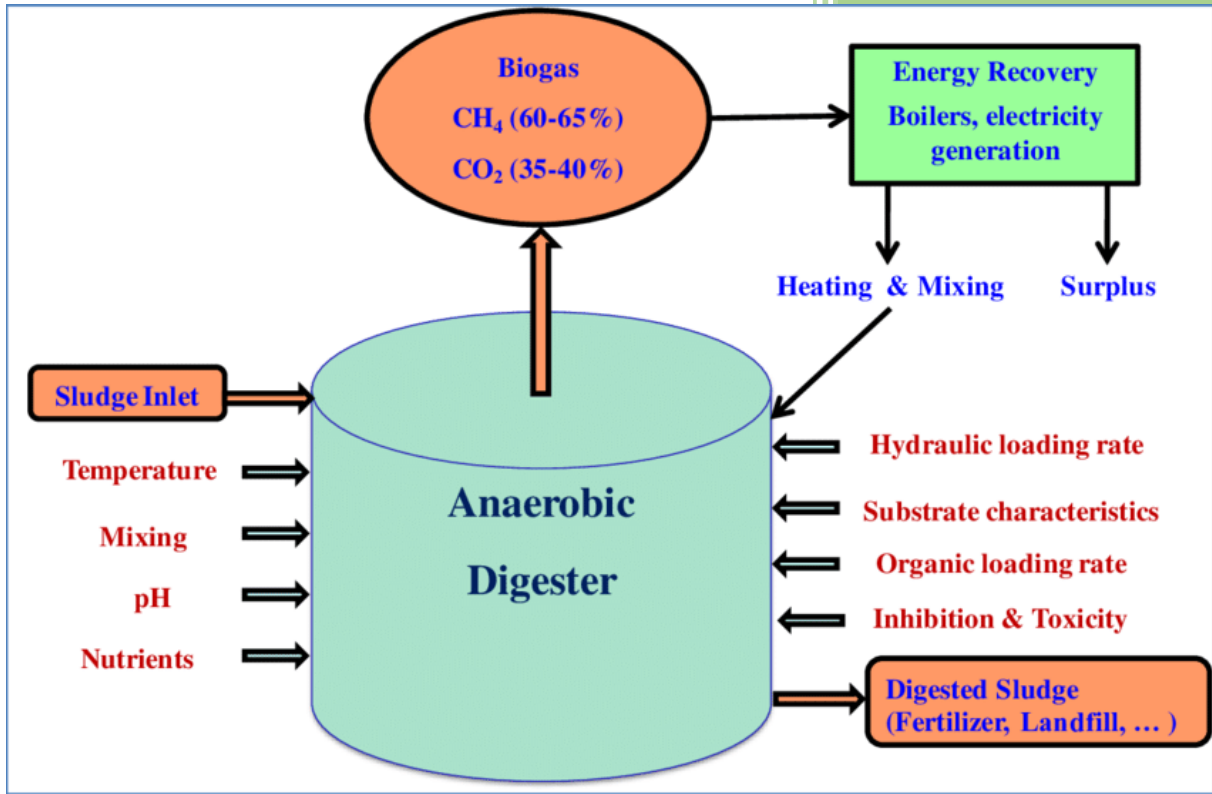 Biogas
CH₄ (60-65%)
CO₂ (35-40%)
Energy Recovery
Boilers, electricity
generation
Heating & Mixing
Surplus
Sludge Inlet
Temperature
Mixing
pH
Nutrients
Anaerobic
Digester
Hydraulic loading rate
Substrate characteristics
Organic loading rate
Inhibition & Toxicity
Digested Sludge
(Fertilizer, Landfill, … )